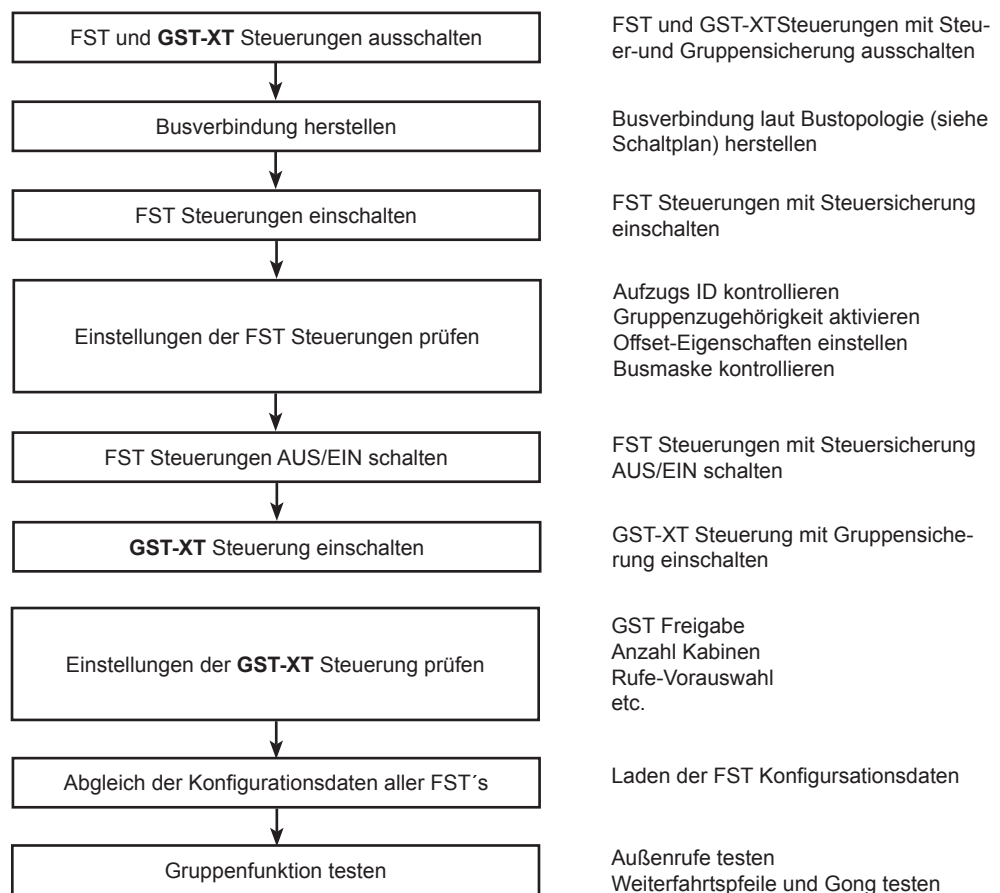 FST und GST-XT Steuerungen ausschalten
FST und GST-XTSteuerungen mit Steu-
er-und Gruppensicherung ausschalten
Busverbindung herstellen
Busverbindung laut Bustopologie (siehe
Schaltplan) herstellen
FST Steuerungen einschalten
FST Steuerungen mit Steuersicherung
einschalten
Einstellungen der FST Steuerungen prüfen
Aufzugs ID kontrollieren
Gruppenzugehörigkeit aktivieren
Offset-Eigenschaften einstellen
Busmaske kontrollieren
FST Steuerungen AUS/EIN schalten
FST Steuerungen mit Steuersicherung
AUS/EIN schalten
GST-XT Steuerung einschalten
GST-XT Steuerung mit Gruppensiche-
rung einschalten
Einstellungen der GST-XT Steuerung prüfen
GST Freigabe
Anzahl Kabinen
Rufe-Vorauswahl
etc.
Abgleich der Konfigurationsdaten aller FST´s
Laden der FST Konfigursationsdaten
Gruppenfunktion testen
Außenrufe testen
Weiterfahrtspfeile und Gong testen